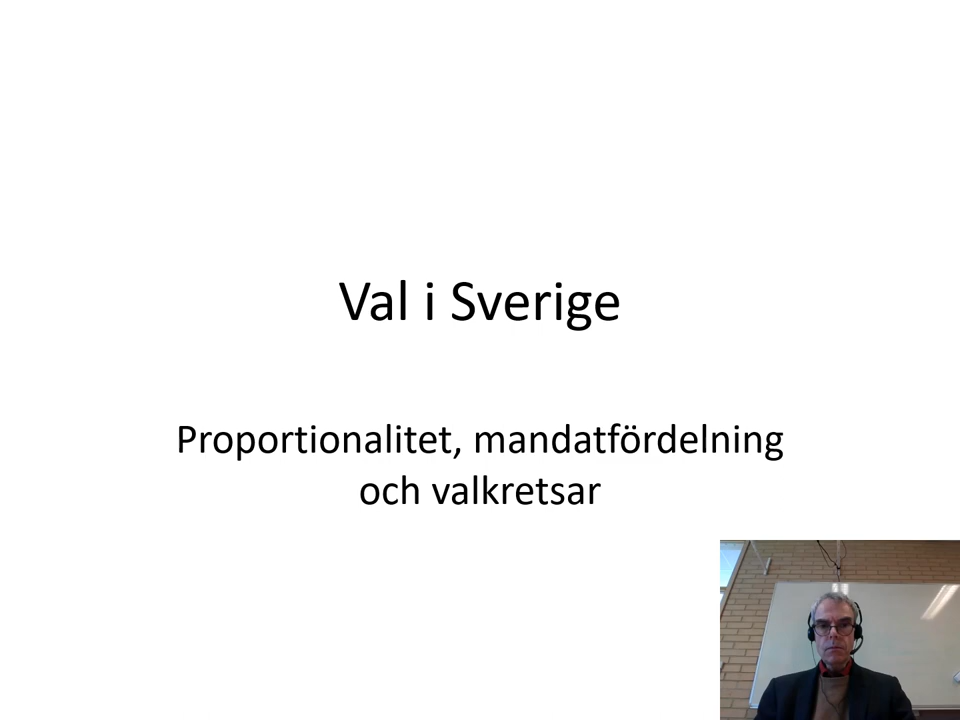 Val i Sverige
Proportionalitet, mandatfördelning
och valkretsar